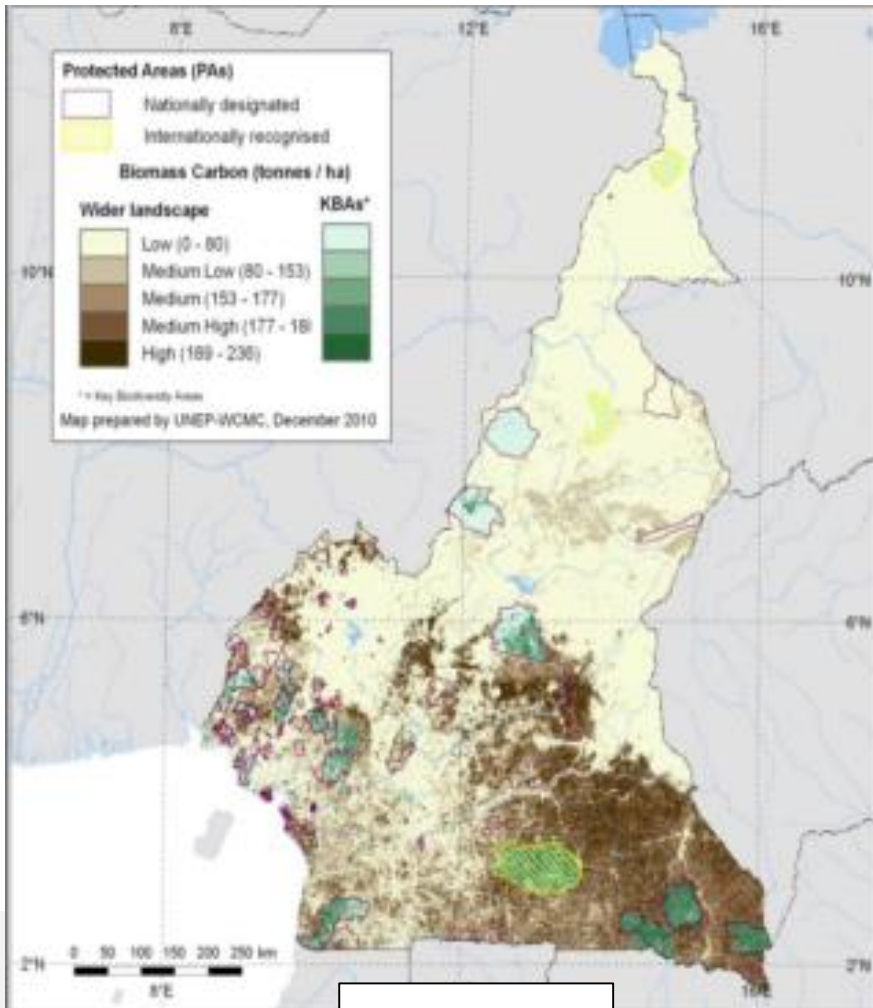 8°E 12°E 16°E
Protected Areas (PAs)
Nationally designated
Internationally recognised
Biomass Carbon (tonnes / ha)
Wider landscape KBAs*
Low (0 - 80)
Medium Low (80 - 153)
Medium (153 - 177)
Medium High (177 - 18
High (189 - 236)
* = Key Biodiversity Areas
Map prepared by UNEP-WCMC, December 2010
10°N 10°N
6°N 6°N
0 50 100 150 200 250 km
2°N 2°N
8°E 16°E